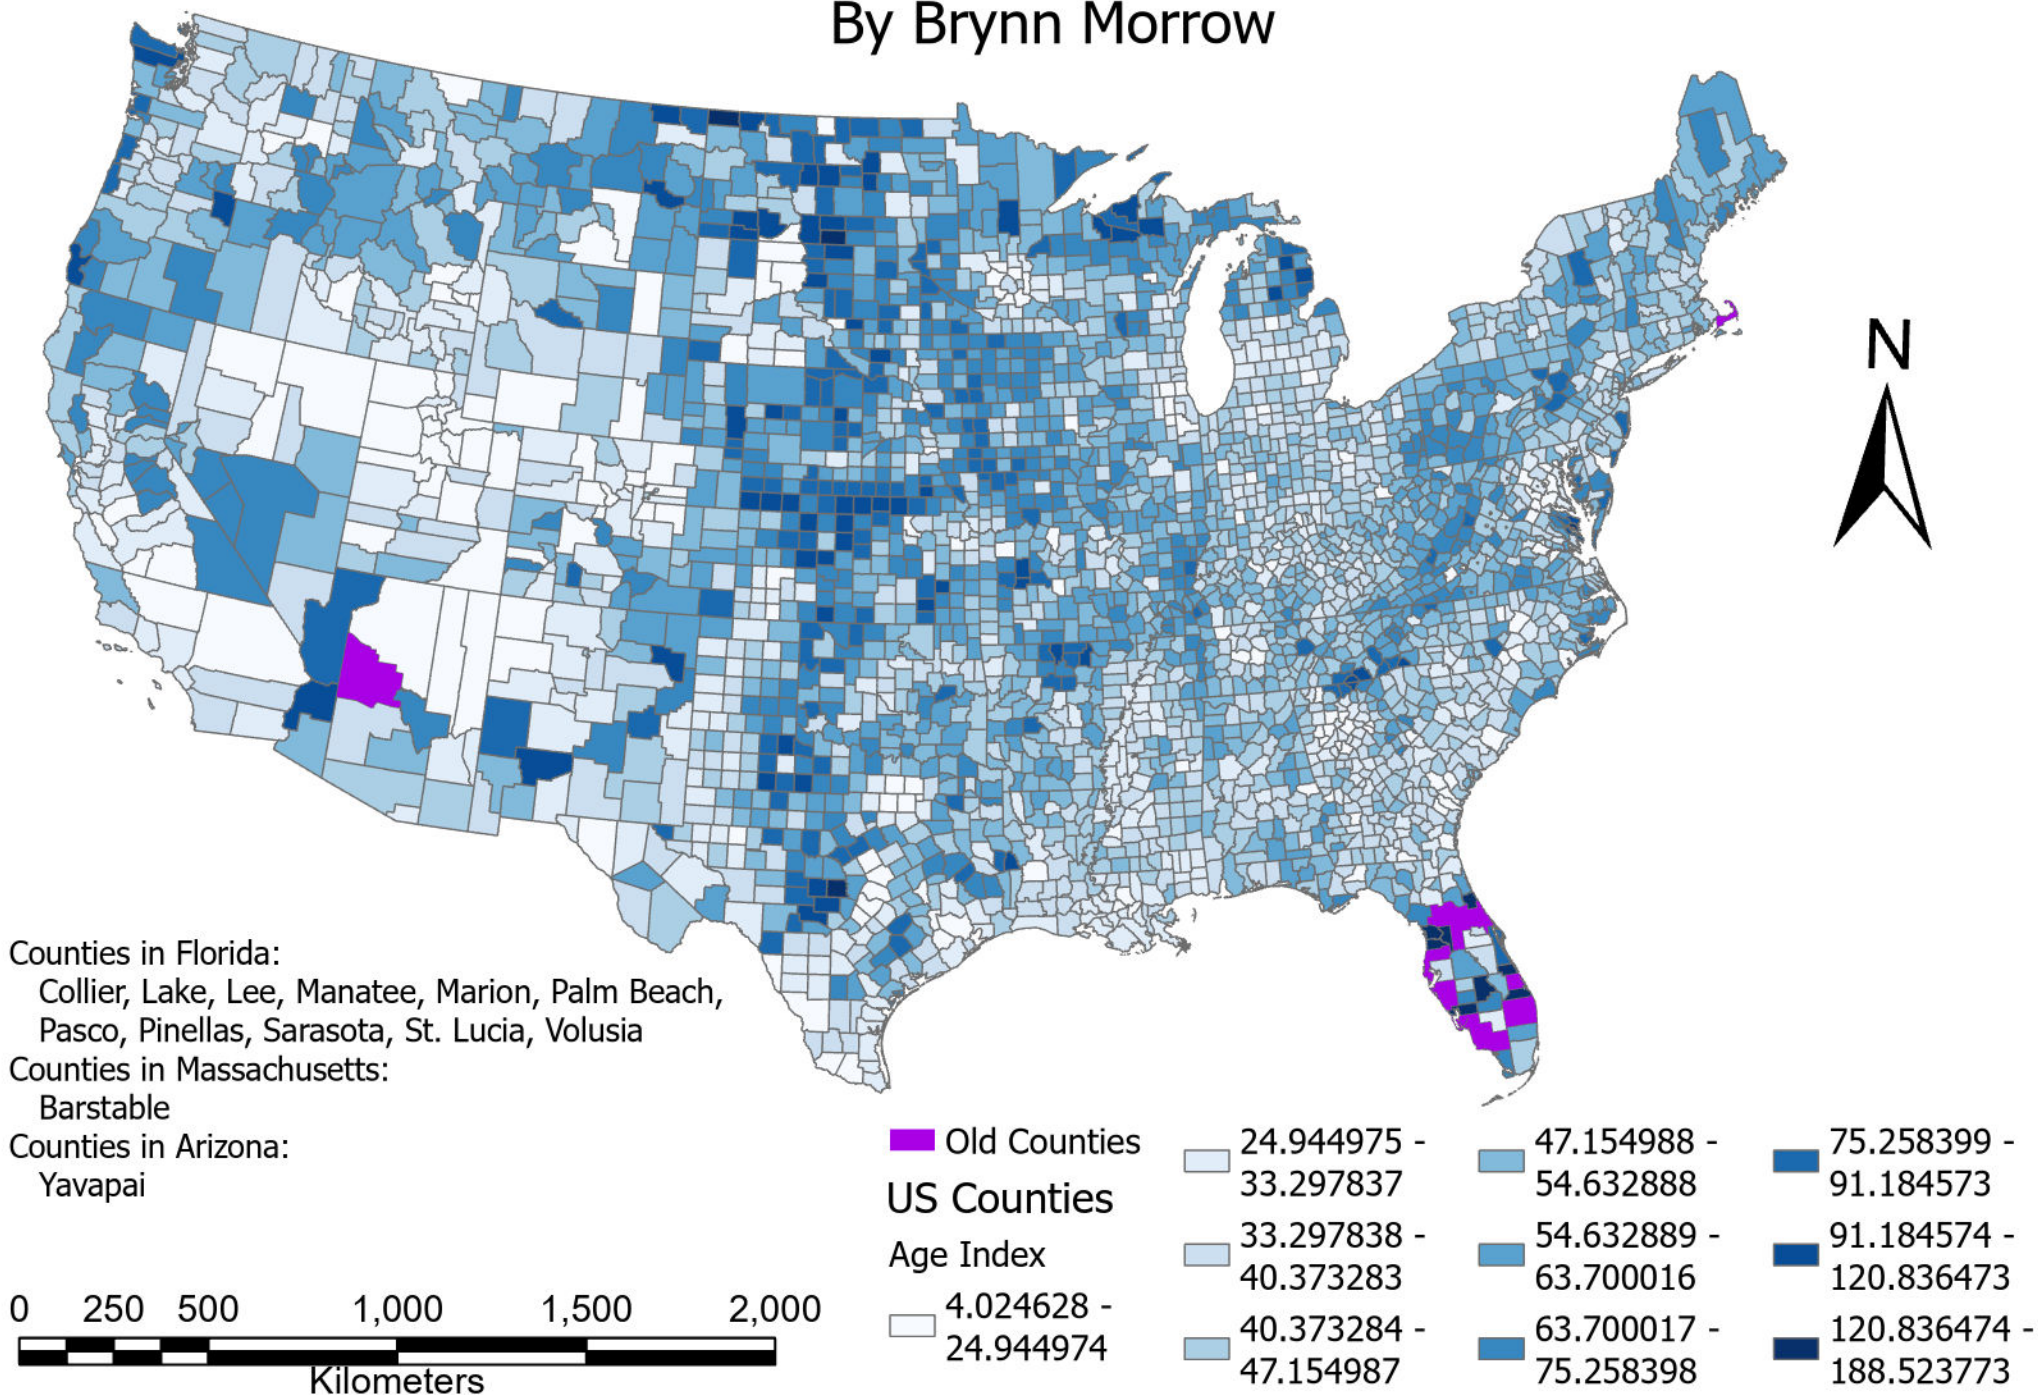 By Brynn Morrow
N
Counties in Florida:
Collier, Lake, Lee, Manatee, Marion, Palm Beach,
Pasco, Pinellas, Sarasota, St. Lucia, Volusia
Counties in Massachusetts:
Barstable
Counties in Arizona:
Yavapai
0 250 500 1,000 1,500 2,000
Kilometers
Old Counties
US Counties
Age Index
4.024628 -
24.944974
24.944975 -
33.297837
33.297838 -
40.373283
40.373284 -
47.154987
47.154988 -
54.632888
54.632889 -
63.700016
63.700017 -
75.258398
75.258399 -
91.184573
91.184574 -
120.836473
120.836474 -
188.523773